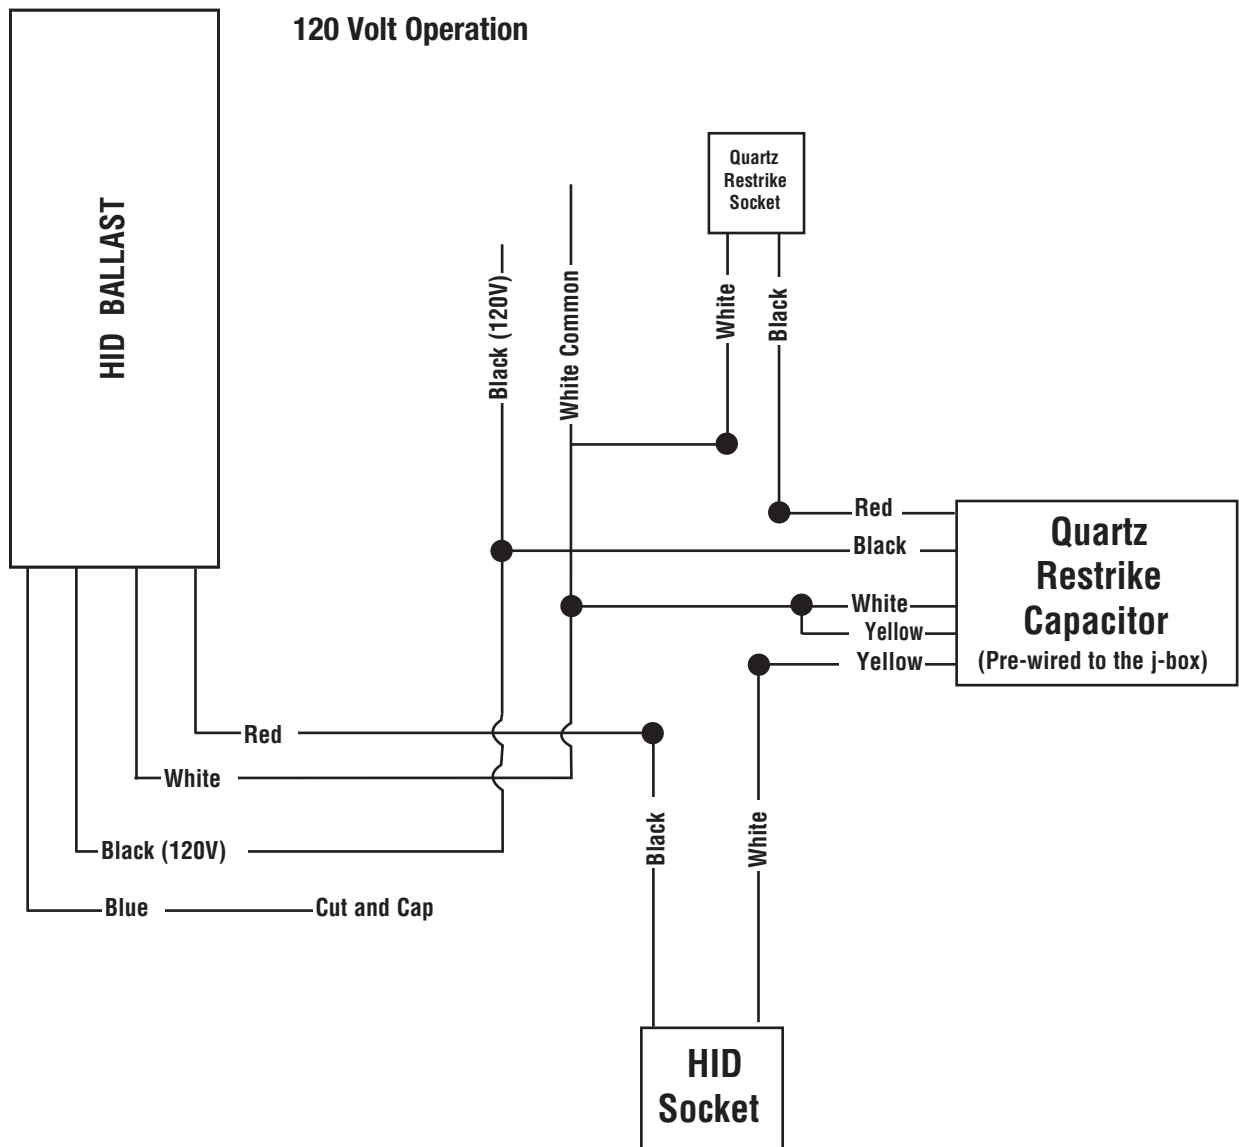 120 Volt Operation
HID BALLAST
Quartz
Restrike
Socket
Black (120V)
White Common
White
Black
Red
Black
White
Yellow
Yellow
Quartz
Restrike
Capacitor
(Pre-wired to the j-box)
Red
White
Black (120V)
Blue
Cut and Cap
Black
White
HID
Socket